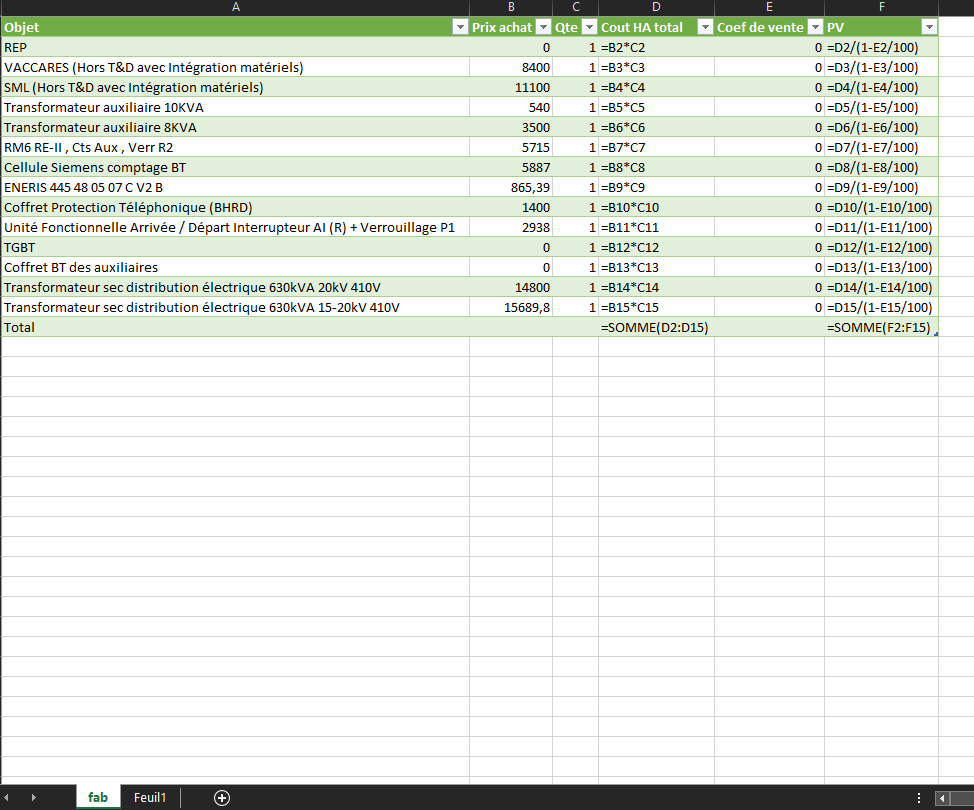 A B C D E F
Objet Prix achat Qte Cout HA total Coef de vente PV
REP 0 1 =B2*C2 0 =D2/(1-E2/100)
VACCARES (Hors T&D avec Intégration matériels) 8400 1 =B3*C3 0 =D3/(1-E3/100)
SML (Hors T&D avec Intégration matériels) 11100 1 =B4*C4 0 =D4/(1-E4/100)
Transformateur auxiliaire 10KVA 540 1 =B5*C5 0 =D5/(1-E5/100)
Transformateur auxiliaire 8KVA 3500 1 =B6*C6 0 =D6/(1-E6/100)
RM6 RE-II , Cts Aux , Verr R2 5715 1 =B7*C7 0 =D7/(1-E7/100)
Cellule Siemens comptage BT 5887 1 =B8*C8 0 =D8/(1-E8/100)
ENERIS 445 48 05 07 C V2 B 865,39 1 =B9*C9 0 =D9/(1-E9/100)
Coffret Protection Téléphonique (BHRD) 1400 1 =B10*C10 0 =D10/(1-E10/100)
Unité Fonctionnelle Arrivée / Départ Interrupteur AI (R) + Verrouillage P1 2938 1 =B11*C11 0 =D11/(1-E11/100)
TGBT 0 1 =B12*C12 0 =D12/(1-E12/100)
Coffret BT des auxiliaires 0 1 =B13*C13 0 =D13/(1-E13/100)
Transformateur sec distribution électrique 630kVA 20kV 410V 14800 1 =B14*C14 0 =D14/(1-E14/100)
Transformateur sec distribution électrique 630kVA 15-20kV 410V 15689,8 1 =B15*C15 0 =D15/(1-E15/100)
Total =SOMME(D2:D15) =SOMME(F2:F15)
fab Feuil1